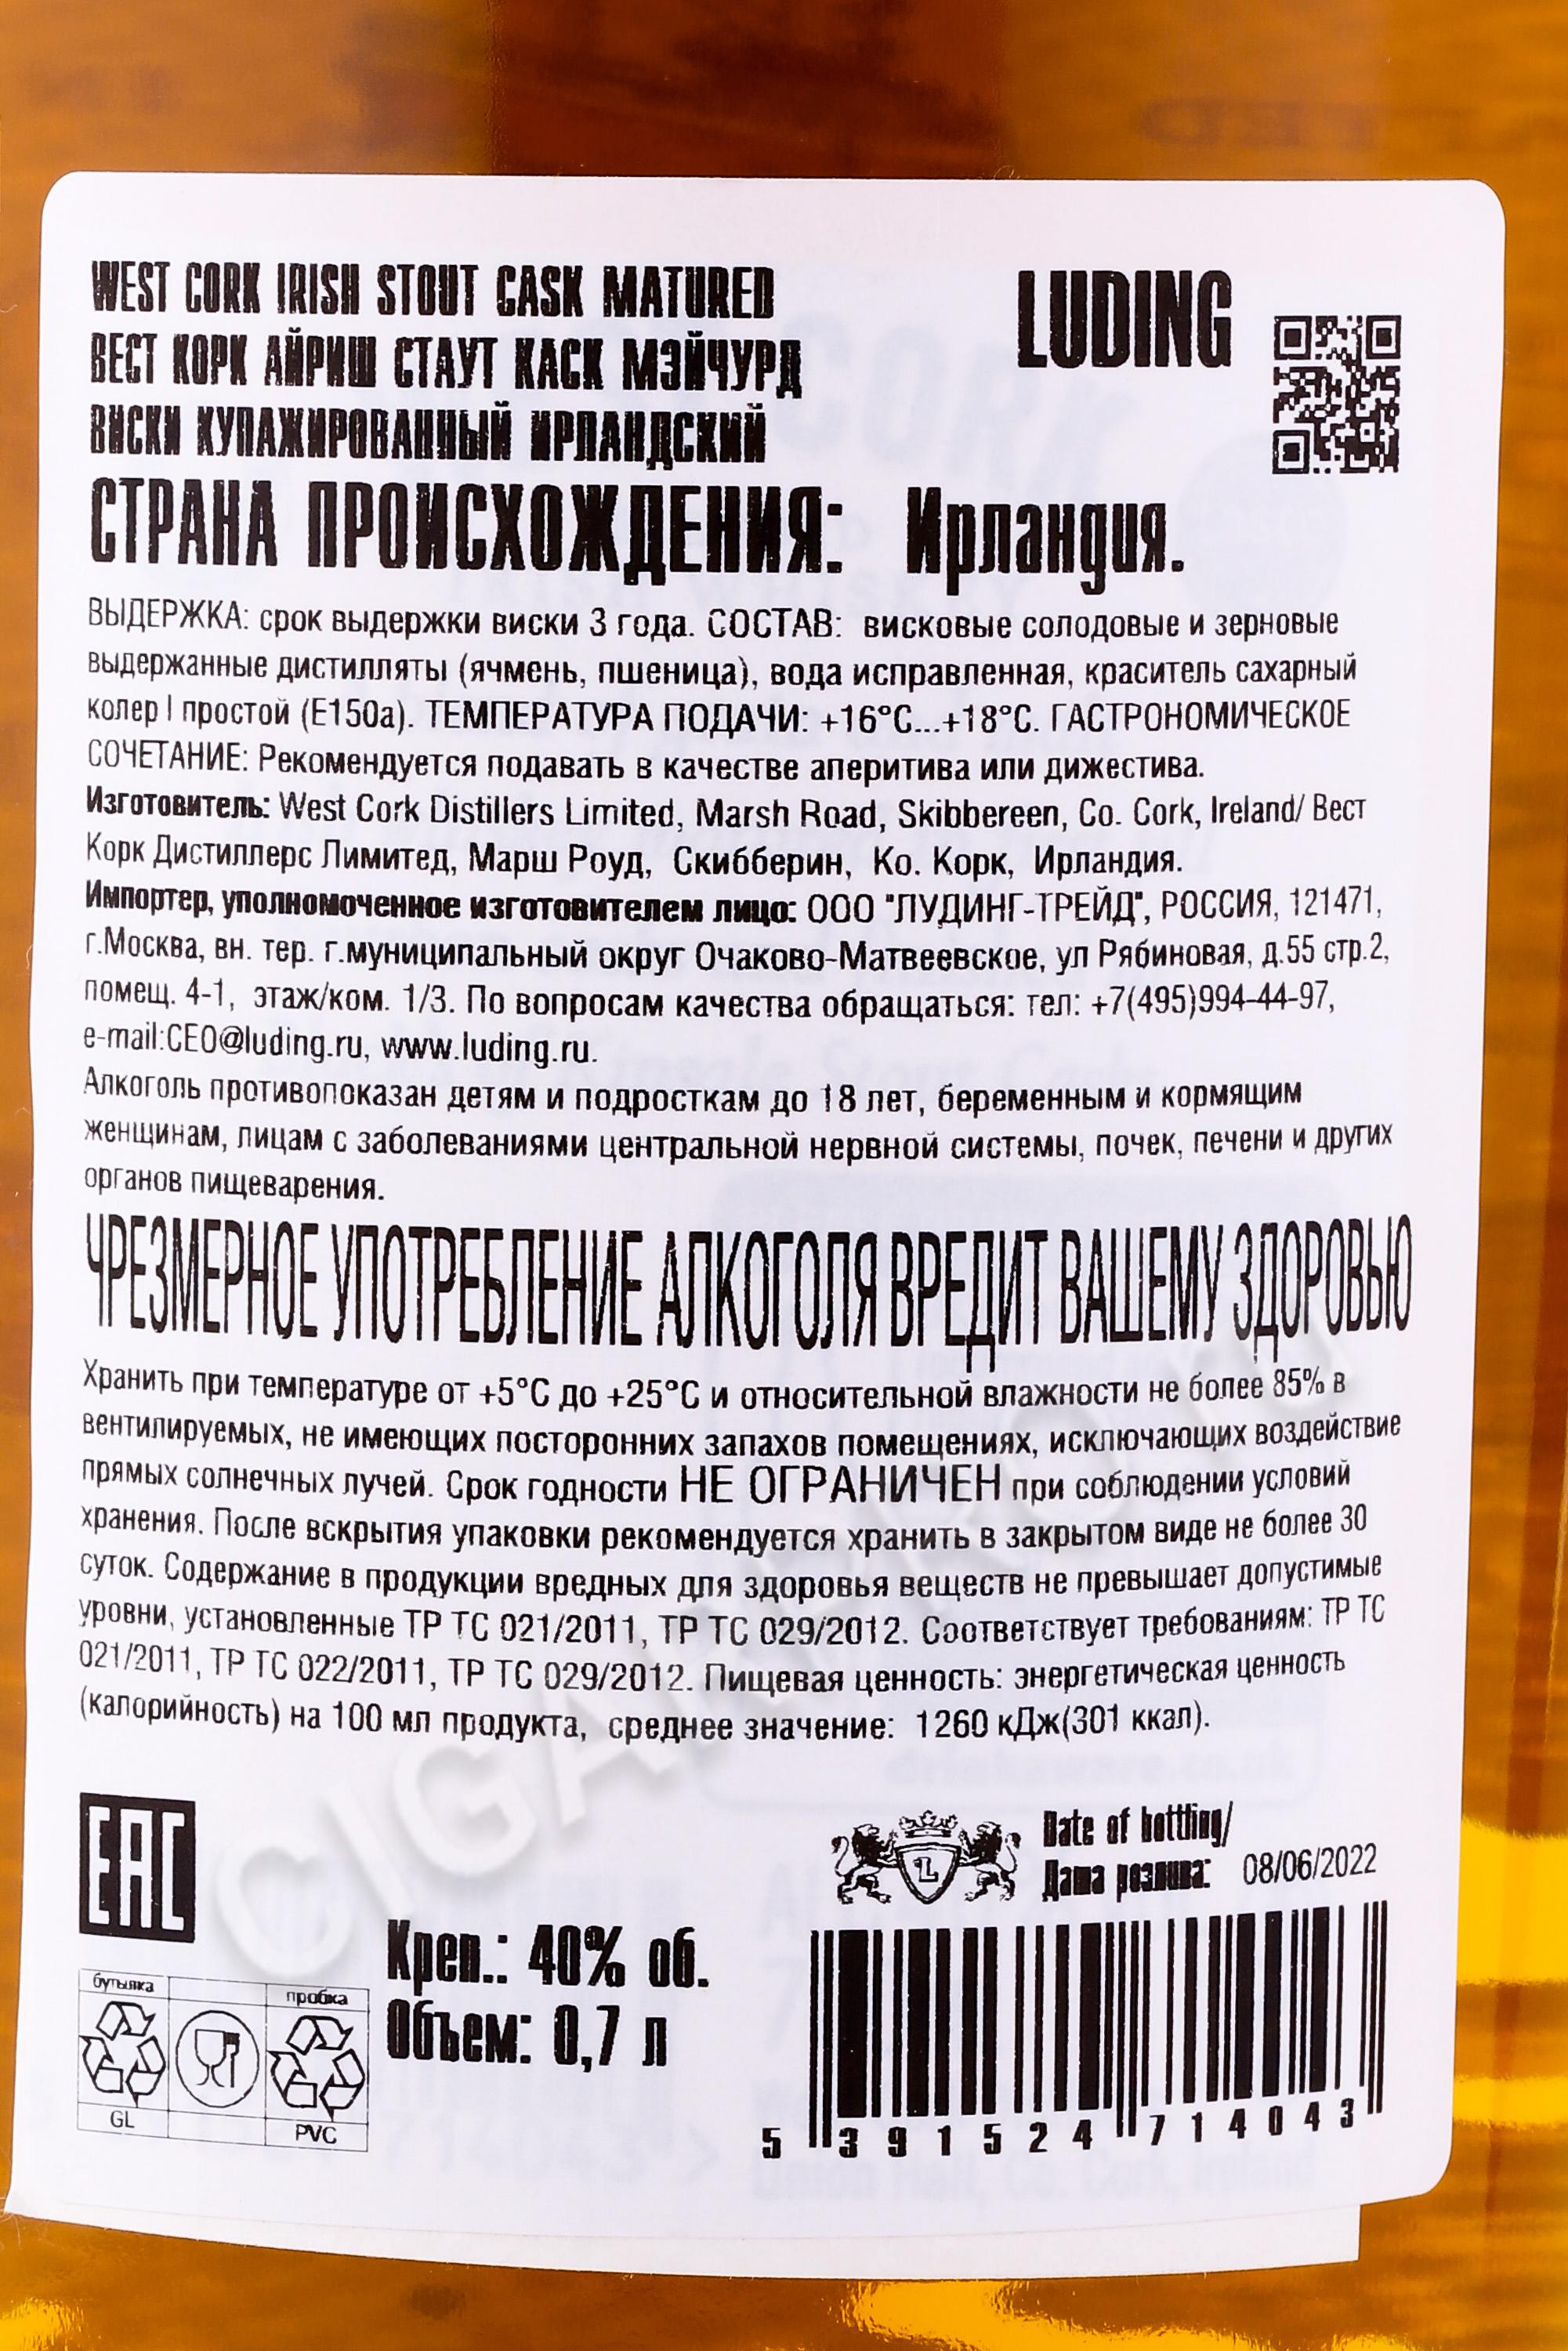 WEST CORK IRISH STOUT CASK MATURED
LUDING
ВЕСТ КОРК АЙРИШ СТАУТ КАСК МЭЙЧУРД
ВИСКИ КУПАЖИРОВАННЫЙ ИРЛАНДСКИЙ
СТРАНА ПРОИСХОЖДЕНИЯ: Ирландия.
ВЫДЕРЖКА: срок выдержки виски 3 года. СОСТАВ: висковые солодовые и зерновые
выдержанные дистилляты (ячмень, пшеница), вода исправленная, краситель сахарный
колер I простой (Е150а). ТЕМПЕРАТУРА ПОДАЧИ: +16°С...+18°С. ГАСТРОНОМИЧЕСКОЕ
СОЧЕТАНИЕ: Рекомендуется подавать в качестве аперитива или дижестива.
Изготовитель: West Cork Distillers Limited, Marsh Road, Skibbereen, Co. Cork, Ireland/ Вест
Корк Дистиллерс Лимитед, Марш Роуд, Скибберин, Ко. Корк, Ирландия.
Импортер, уполномоченное изготовителем лицо: ООО "ЛУДИНГ-ТРЕЙД", РОССИЯ, 121471,
г.Москва, вн. тер. г.муниципальный округ Очаково-Матвеевское, ул Рябиновая, д.55 стр.2,
помещ. 4-1, этаж/ком. 1/3. По вопросам качества обращаться: тел: +7(495)994-44-97,
e-mail:CEO@luding.ru, www.luding.ru.
Алкоголь противопоказан детям и подросткам до 18 лет, беременным и кормящим
женщинам, лицам с заболеваниями центральной нервной системы, почек, печени и других
органов пищеварения.
ЧРЕЗМЕРНОЕ УПОТРЕБЛЕНИЕ АЛКОГОЛЯ ВРЕДИТ ВАШЕМУ ЗДОРОВЬЮ
Хранить при температуре от +5°С до +25°С и относительной влажности не более 85% в
вентилируемых, не имеющих посторонних запахов помещениях, исключающих воздействие
прямых солнечных лучей. Срок годности НЕ ОГРАНИЧЕН при соблюдении условий
хранения. После вскрытия упаковки рекомендуется хранить в закрытом виде не более 30
суток. Содержание в продукции вредных для здоровья веществ не превышает допустимые
уровни, установленные ТР ТС 021/2011, ТР ТС 029/2012. Соответствует требованиям: ТР ТС
021/2011, ТР ТС 022/2011, ТР ТС 029/2012. Пищевая ценность: энергетическая ценность
(калорийность) на 100 мл продукта, среднее значение: 1260 кДж(301 ккал).
CIGARPRO.ru
EAC
L
Date of bottling/
Дата розлива: 08/06/2022
Креп.: 40% об.
Объем: 0,7 л
бутылка
пробка
GL
PVC
5 391524 714043